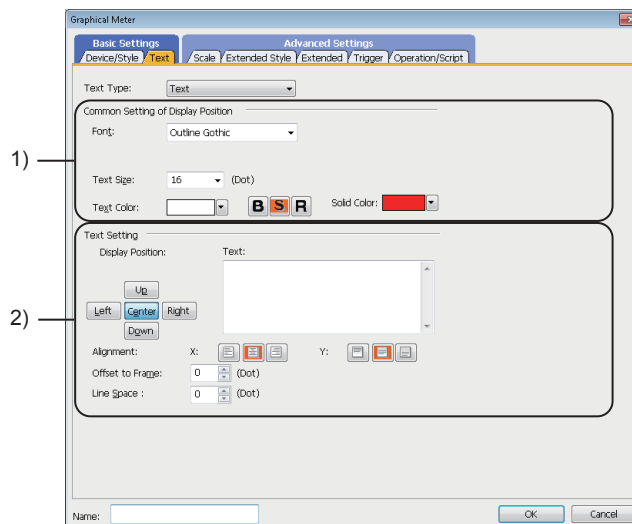 Graphical Meter
Basic Settings Advanced Settings
Device/Style Text Scale Extended Style Extended Trigger Operation/Script
Text Type: Text
Common Setting of Display Position
Font: Outline Gothic
1)
Text Size: 16 (Dot)
Text Color: B S R Solid Color:
Text Setting
Display Position: Text:
Up
2)
Left Center Right
Down
Alignment: X: Y:
Offset to Frame: 0 (Dot)
Line Space : 0 (Dot)
Name: OK Cancel